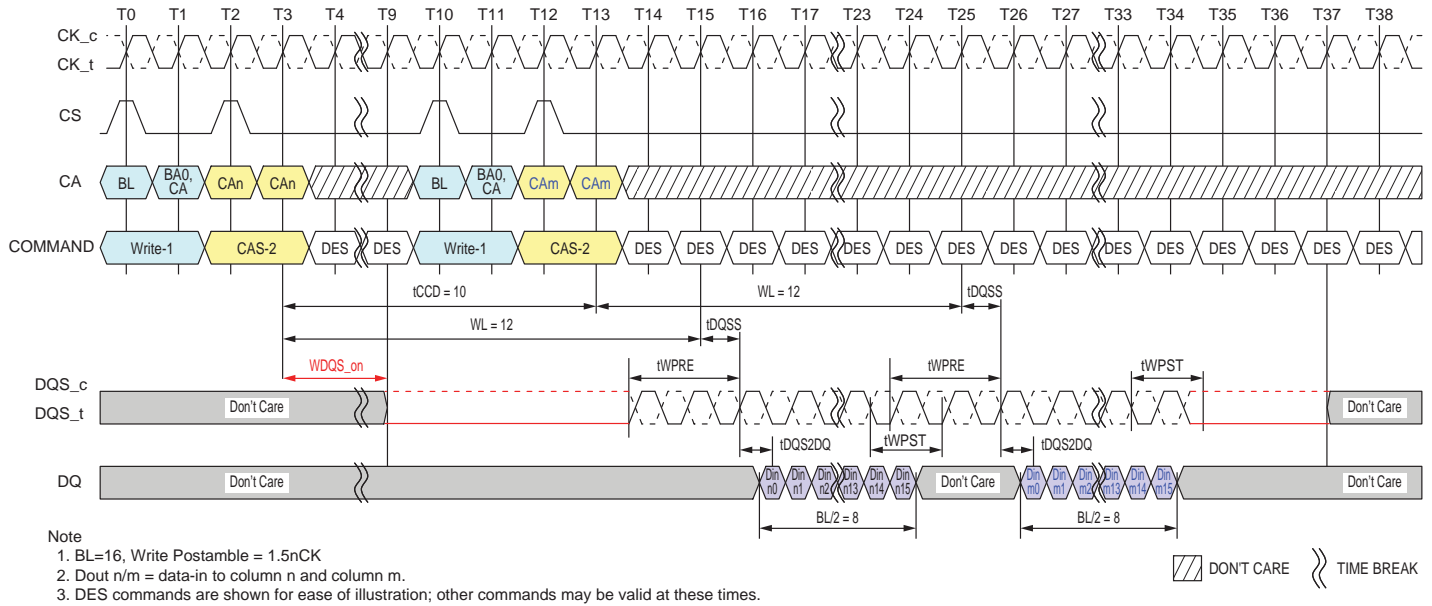 T0 T1 T2 T3 T4 T9 T10 T11 T12 T13 T14 T15 T16 T17 T23 T24 T25 T26 T27 T33 T34 T35 T36 T37 T38
CK_c
CK_t
CS
CA BL BA0, CA CAn CAn BL BA0, CA CAm CAm
COMMAND Write-1 CAS-2 DES DES Write-1 CAS-2 DES DES DES DES DES DES DES DES DES DES DES DES DES DES DES
tCCD = 10 WL = 12 tDQSS
WL = 12 tDQSS
WDQS_on tWPRE tWPRE tWPST
DQS_c
DQS_t Don't Care Don't Care
tDQS2DQ tWPST tDQS2DQ
DQ Don't Care Din n0 Din n1 Din n2 Din n13 Din n14 Din n15 Don't Care Din m0 Din m1 Din m2 Din m13 Din m14 Din m15 Don't Care
BL/2 = 8 BL/2 = 8
Note
1. BL=16, Write Postamble = 1.5nCK
2. Dout n/m = data-in to column n and column m.
3. DES commands are shown for ease of illustration; other commands may be valid at these times.
DON'T CARE TIME BREAK